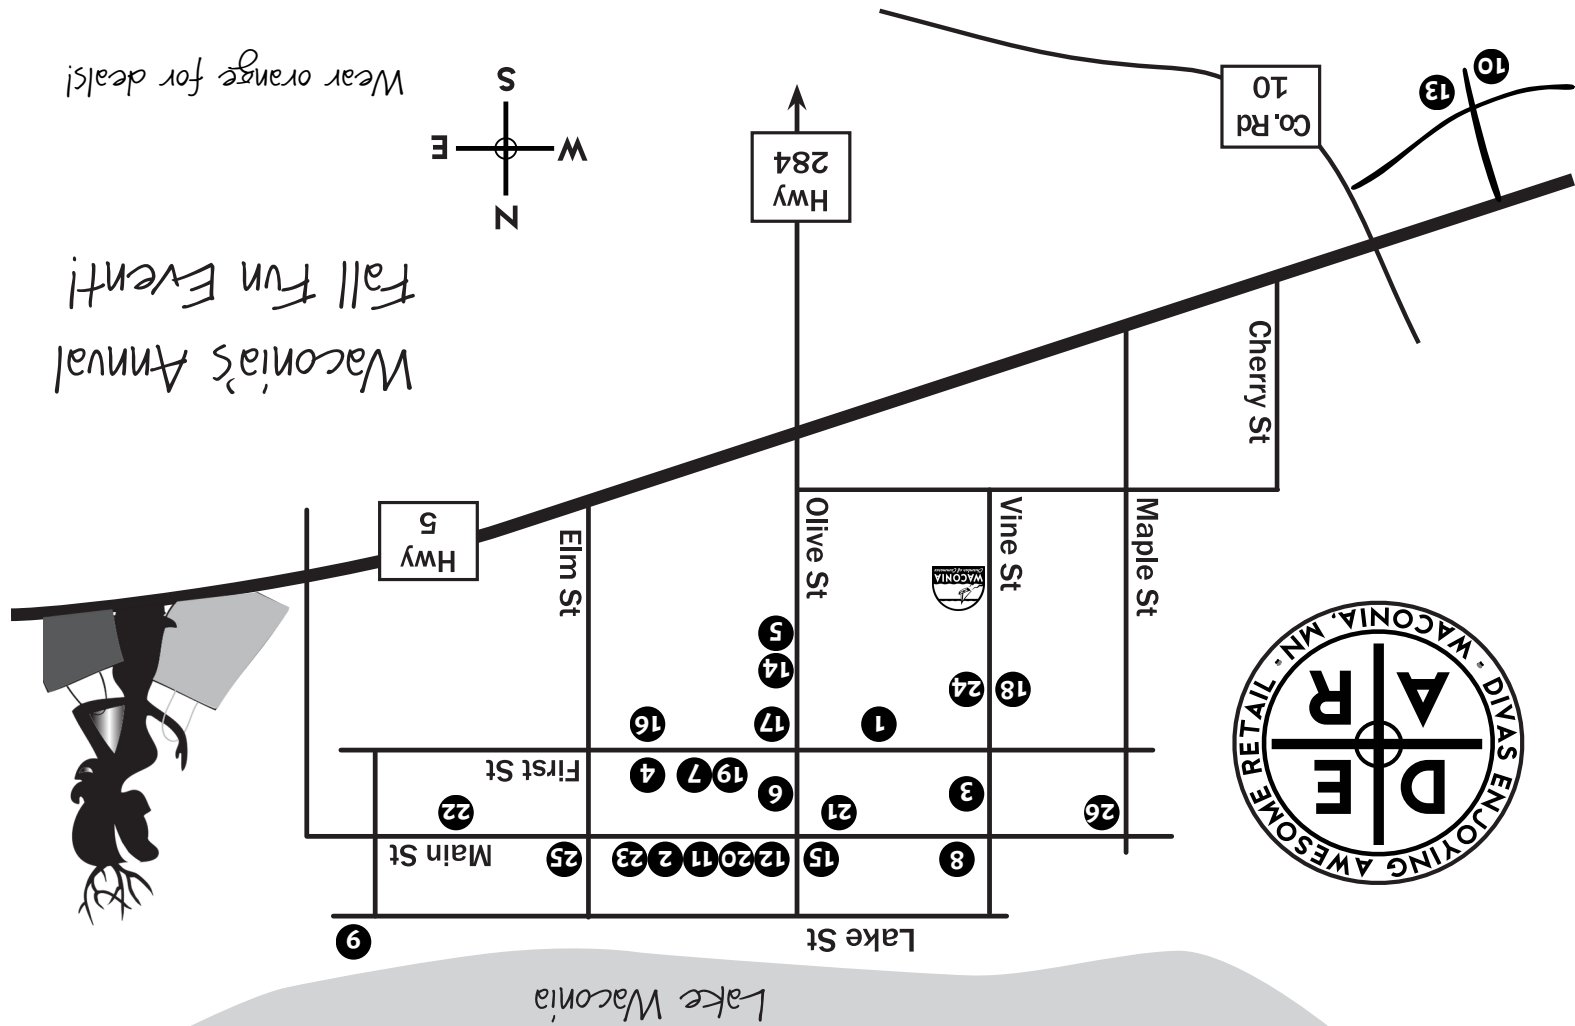 Lake Waconia
Lake St
9
8
15
12
20
11
2
23
25
Main St
26
3
21
6
22
19
7
4
First St
1
17
16
18
24
14
5
DIVAS ENJOYING AWESOME RETAIL - WACONIA, MN -
D E
A R
WACONIA
Chamber of Commerce
Maple St
Vine St
Olive St
Elm St
Cherry St
Hwy
5
Waconia's Annual
Fall Fun Event!
Hwy
284
N
W E
S
Wear orange for deals!
Co. Rd
10
13
10